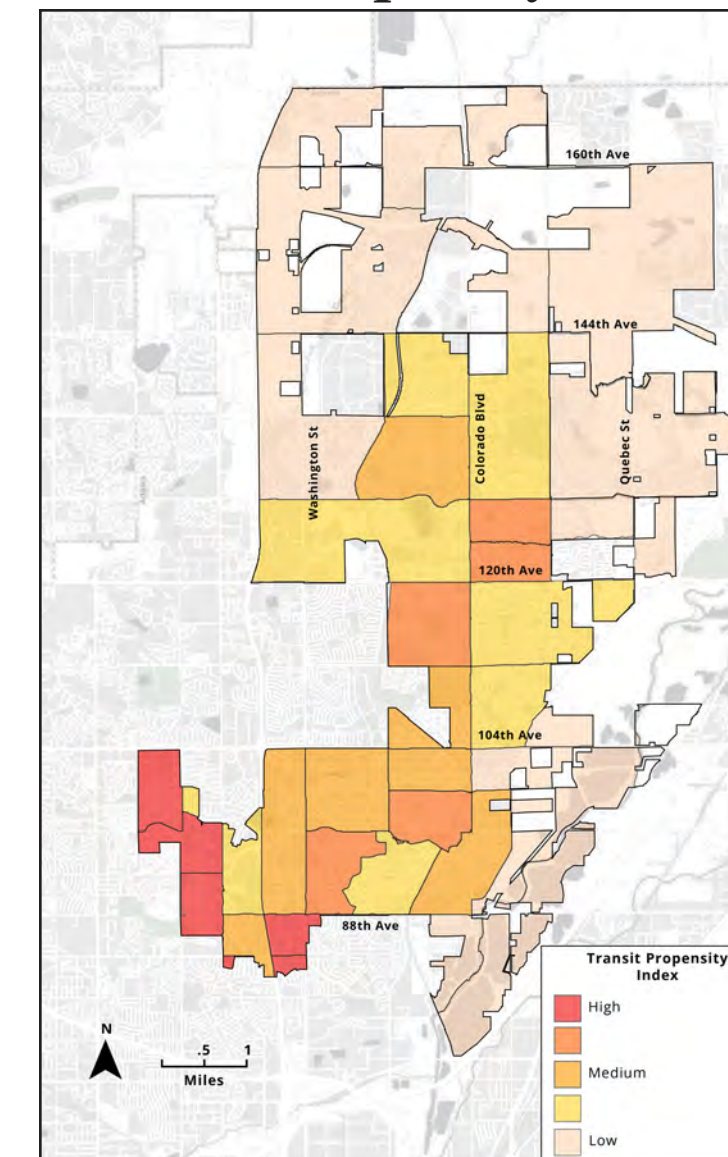 160th Ave
144th Ave
Washington St
Colorado Blvd
Quebec St
120th Ave
104th Ave
88th Ave
N
.5 1
Miles
Transit Propensity
Index
High
Medium
Low